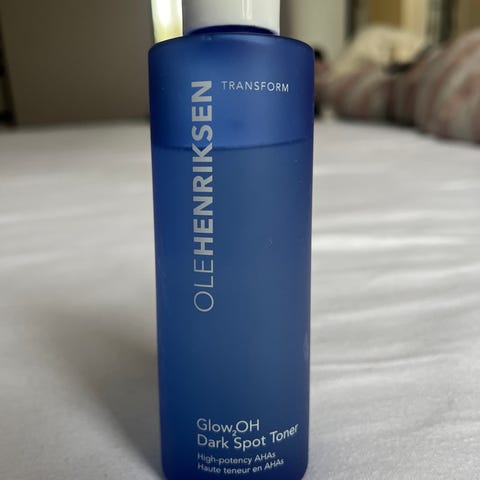 TRANSFORM
OLEHENRIKSEN
Glow₂OH
Dark Spot Toner
High-potency AHAs
Haute teneur en AHAs